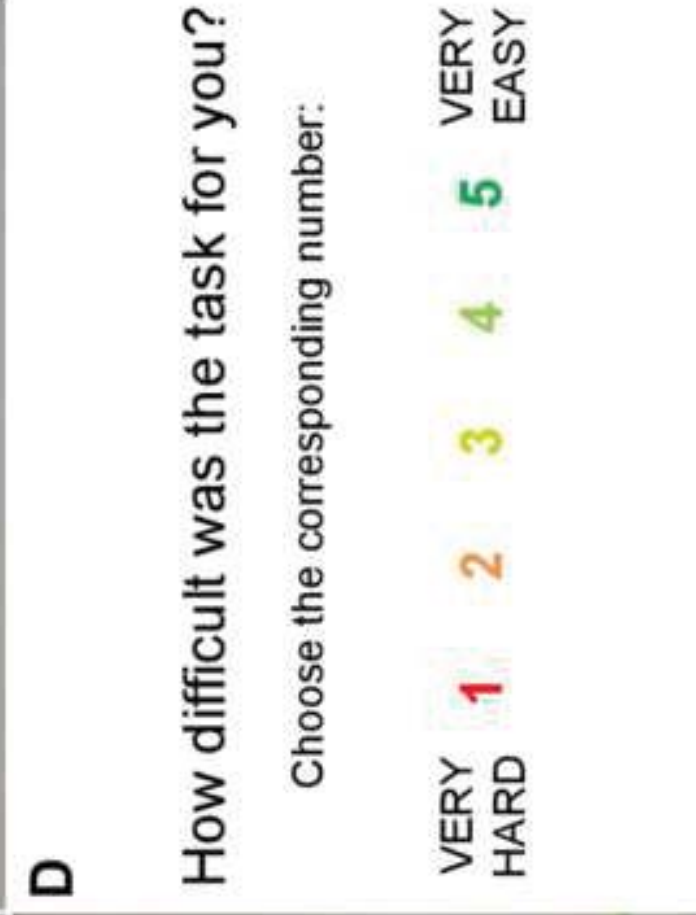 D
How difficult was the task for you?
Choose the corresponding number:
VERY HARD 1 2 3 4 5 VERY EASY